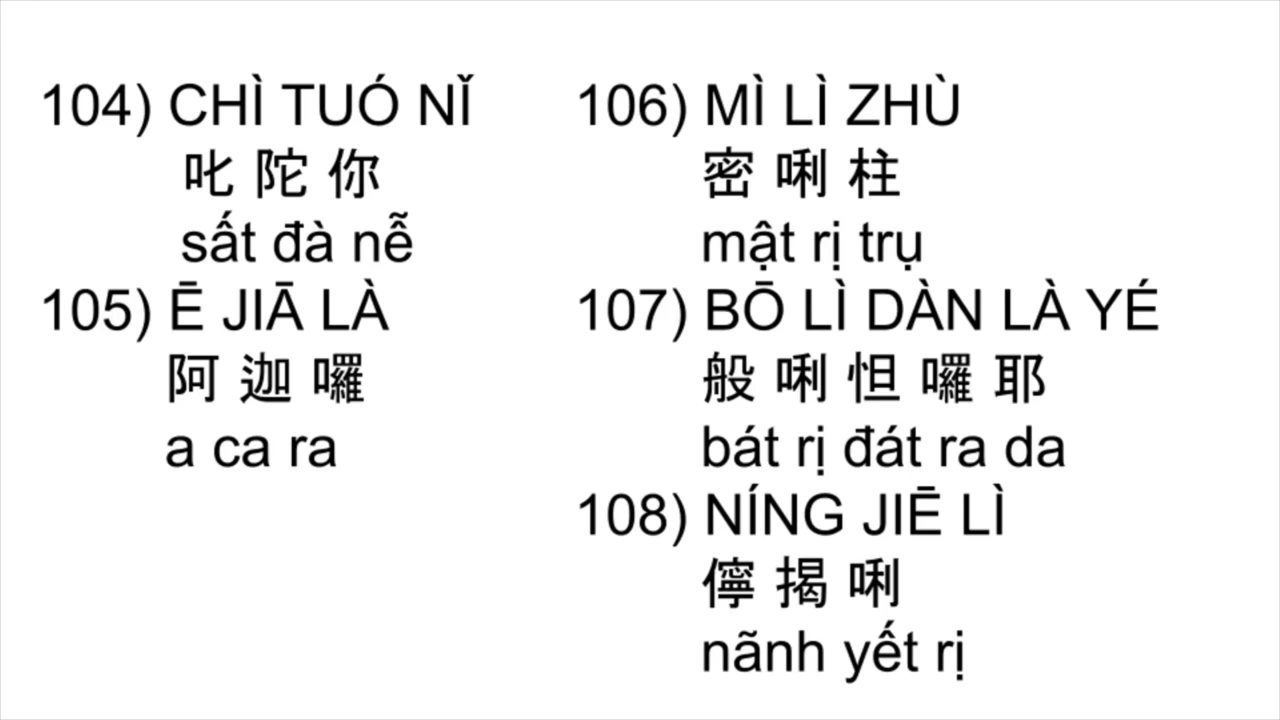 104) CHÌ TUÓ NǏ
叱 陀 你
sất đà nễ
105) Ē JIĀ LÀ
阿 迦 囉
a ca ra
106) MÌ LÌ ZHÙ
密 唎 柱
mật rị trụ
107) BŌ LÌ DÀN LÀ YÉ
般 唎 怛 囉 耶
bát rị đát ra da
108) NÍNG JIĒ LÌ
儜 揭 唎
nãnh yết rị